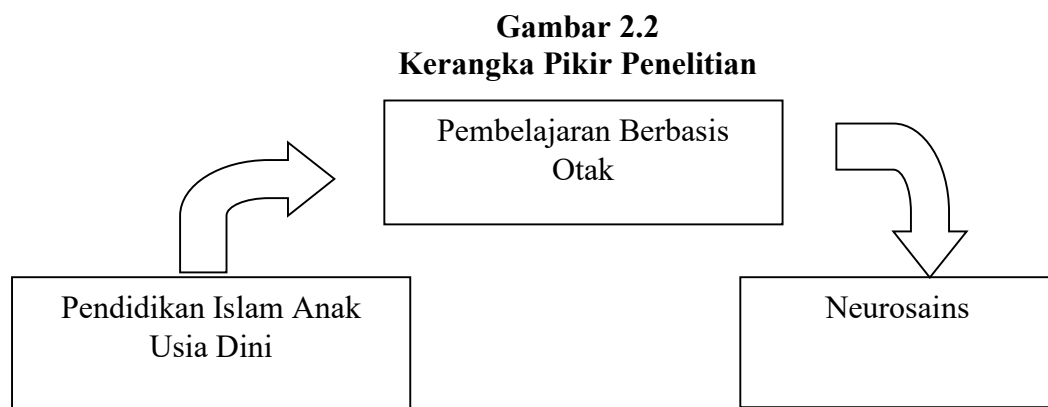 Gambar 2.2
Kerangka Pikir Penelitian
Pembelajaran Berbasis
Otak
Pendidikan Islam Anak
Usia Dini
Neurosains